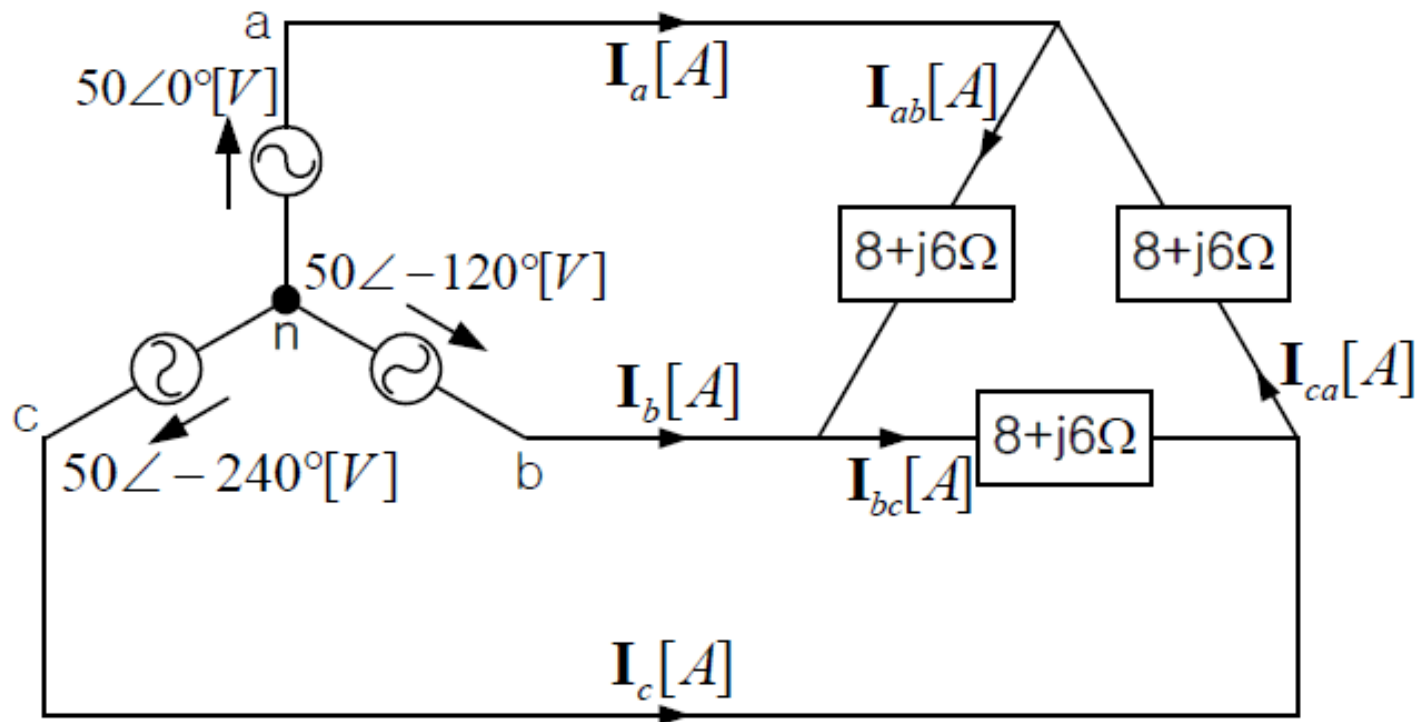 a
I_a[A]
50∠0°[V]
I_ab[A]
8+j6Ω
8+j6Ω
50∠−120°[V]
n
I_b[A]
I_ca[A]
c
8+j6Ω
50∠−240°[V]
b
I_bc[A]
I_c[A]